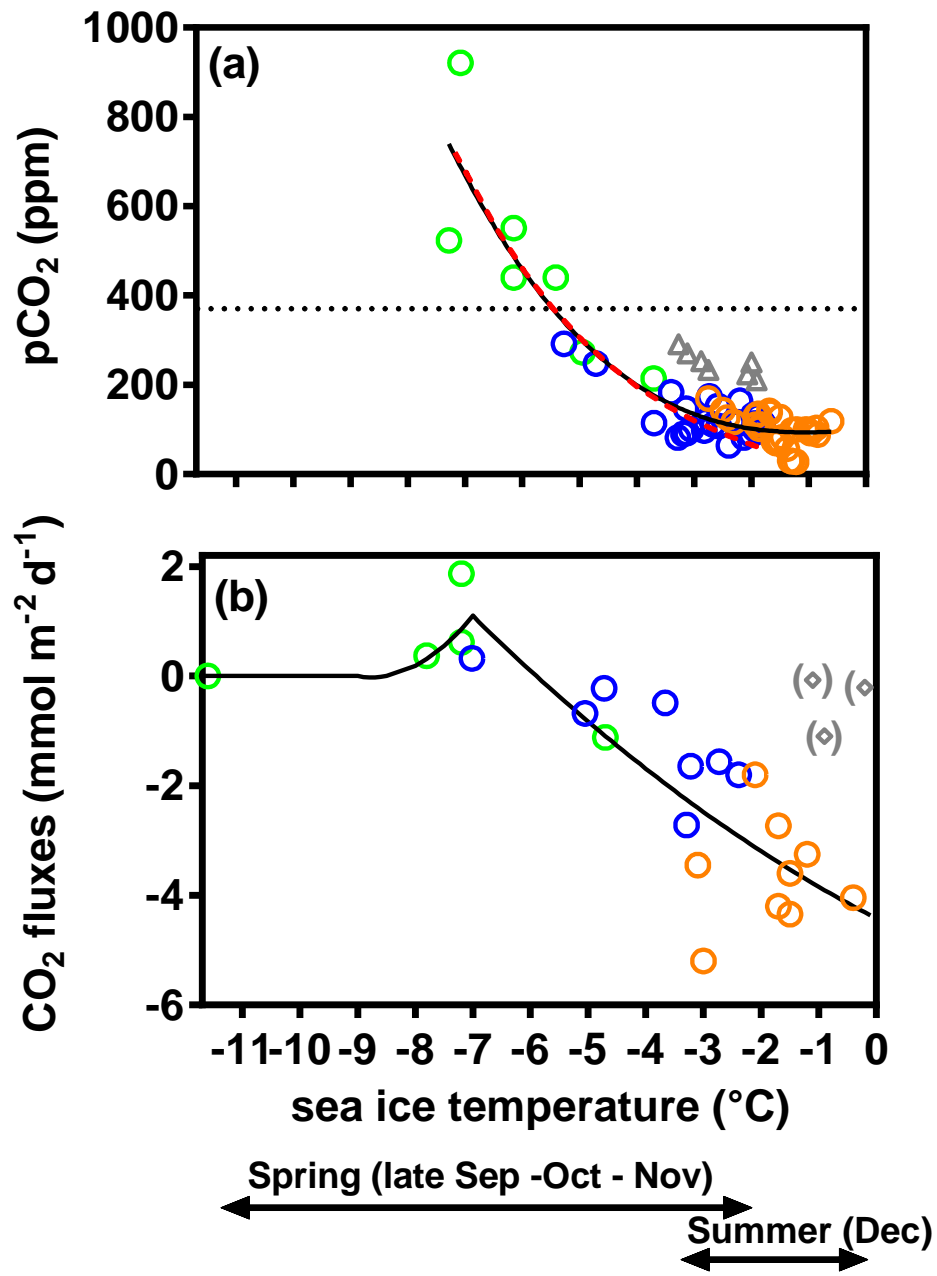 (a)
1000
800
600
400
200
0
pCO₂ (ppm)
(b)
2
0
-2
-4
-6
CO₂ fluxes (mmol m⁻² d⁻¹)
( ) ( )
( )
-11 -10 -9 -8 -7 -6 -5 -4 -3 -2 -1 0
sea ice temperature (°C)
Spring (late Sep -Oct - Nov)
Summer (Dec)